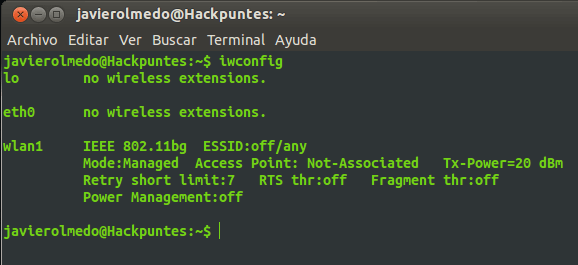 javierolmedo@Hackpuntes: ~
Archivo Editar Ver Buscar Terminal Ayuda
javierolmedo@Hackpuntes:~$ iwconfig
lo        no wireless extensions.
eth0      no wireless extensions.
wlan1     IEEE 802.11bg  ESSID:off/any
          Mode:Managed  Access Point: Not-Associated   Tx-Power=20 dBm
          Retry short limit:7   RTS thr:off   Fragment thr:off
          Power Management:off
javierolmedo@Hackpuntes:~$